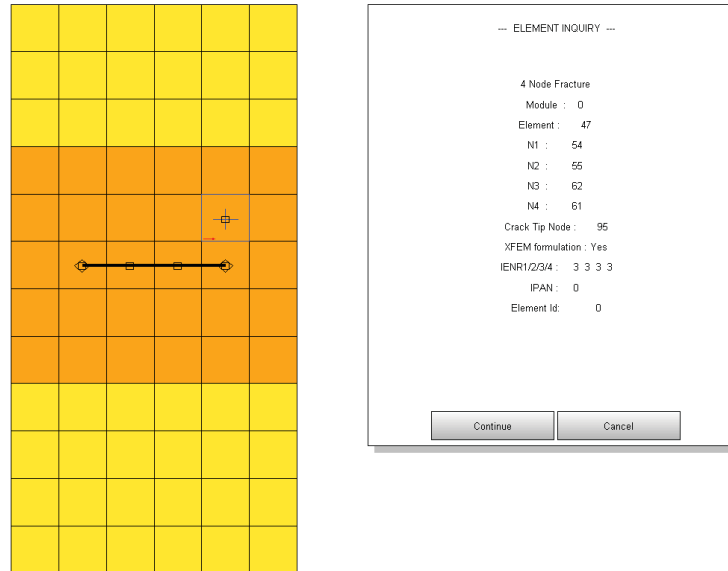 --- ELEMENT INQUIRY ---
4 Node Fracture
Module : 0
Element : 47
N1 : 54
N2 : 55
N3 : 62
N4 : 61
Crack Tip Node : 95
XFEM formulation : Yes
IENR1/2/3/4 : 3 3 3 3
IPAN : 0
Element Id: 0
Continue Cancel